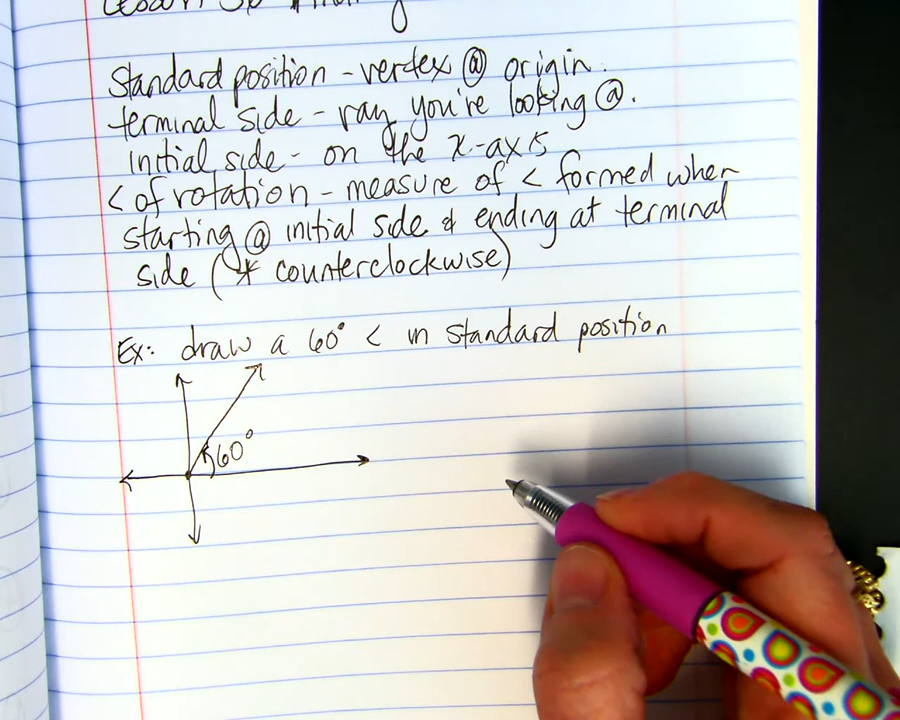 Standard position - vertex @ origin.
terminal side - ray you're looking @.
initial side - on the x-axis
< of rotation - measure of < formed when
starting @ initial side & ending at terminal
side (* counterclockwise)
Ex: draw a 60° < in standard position
60°